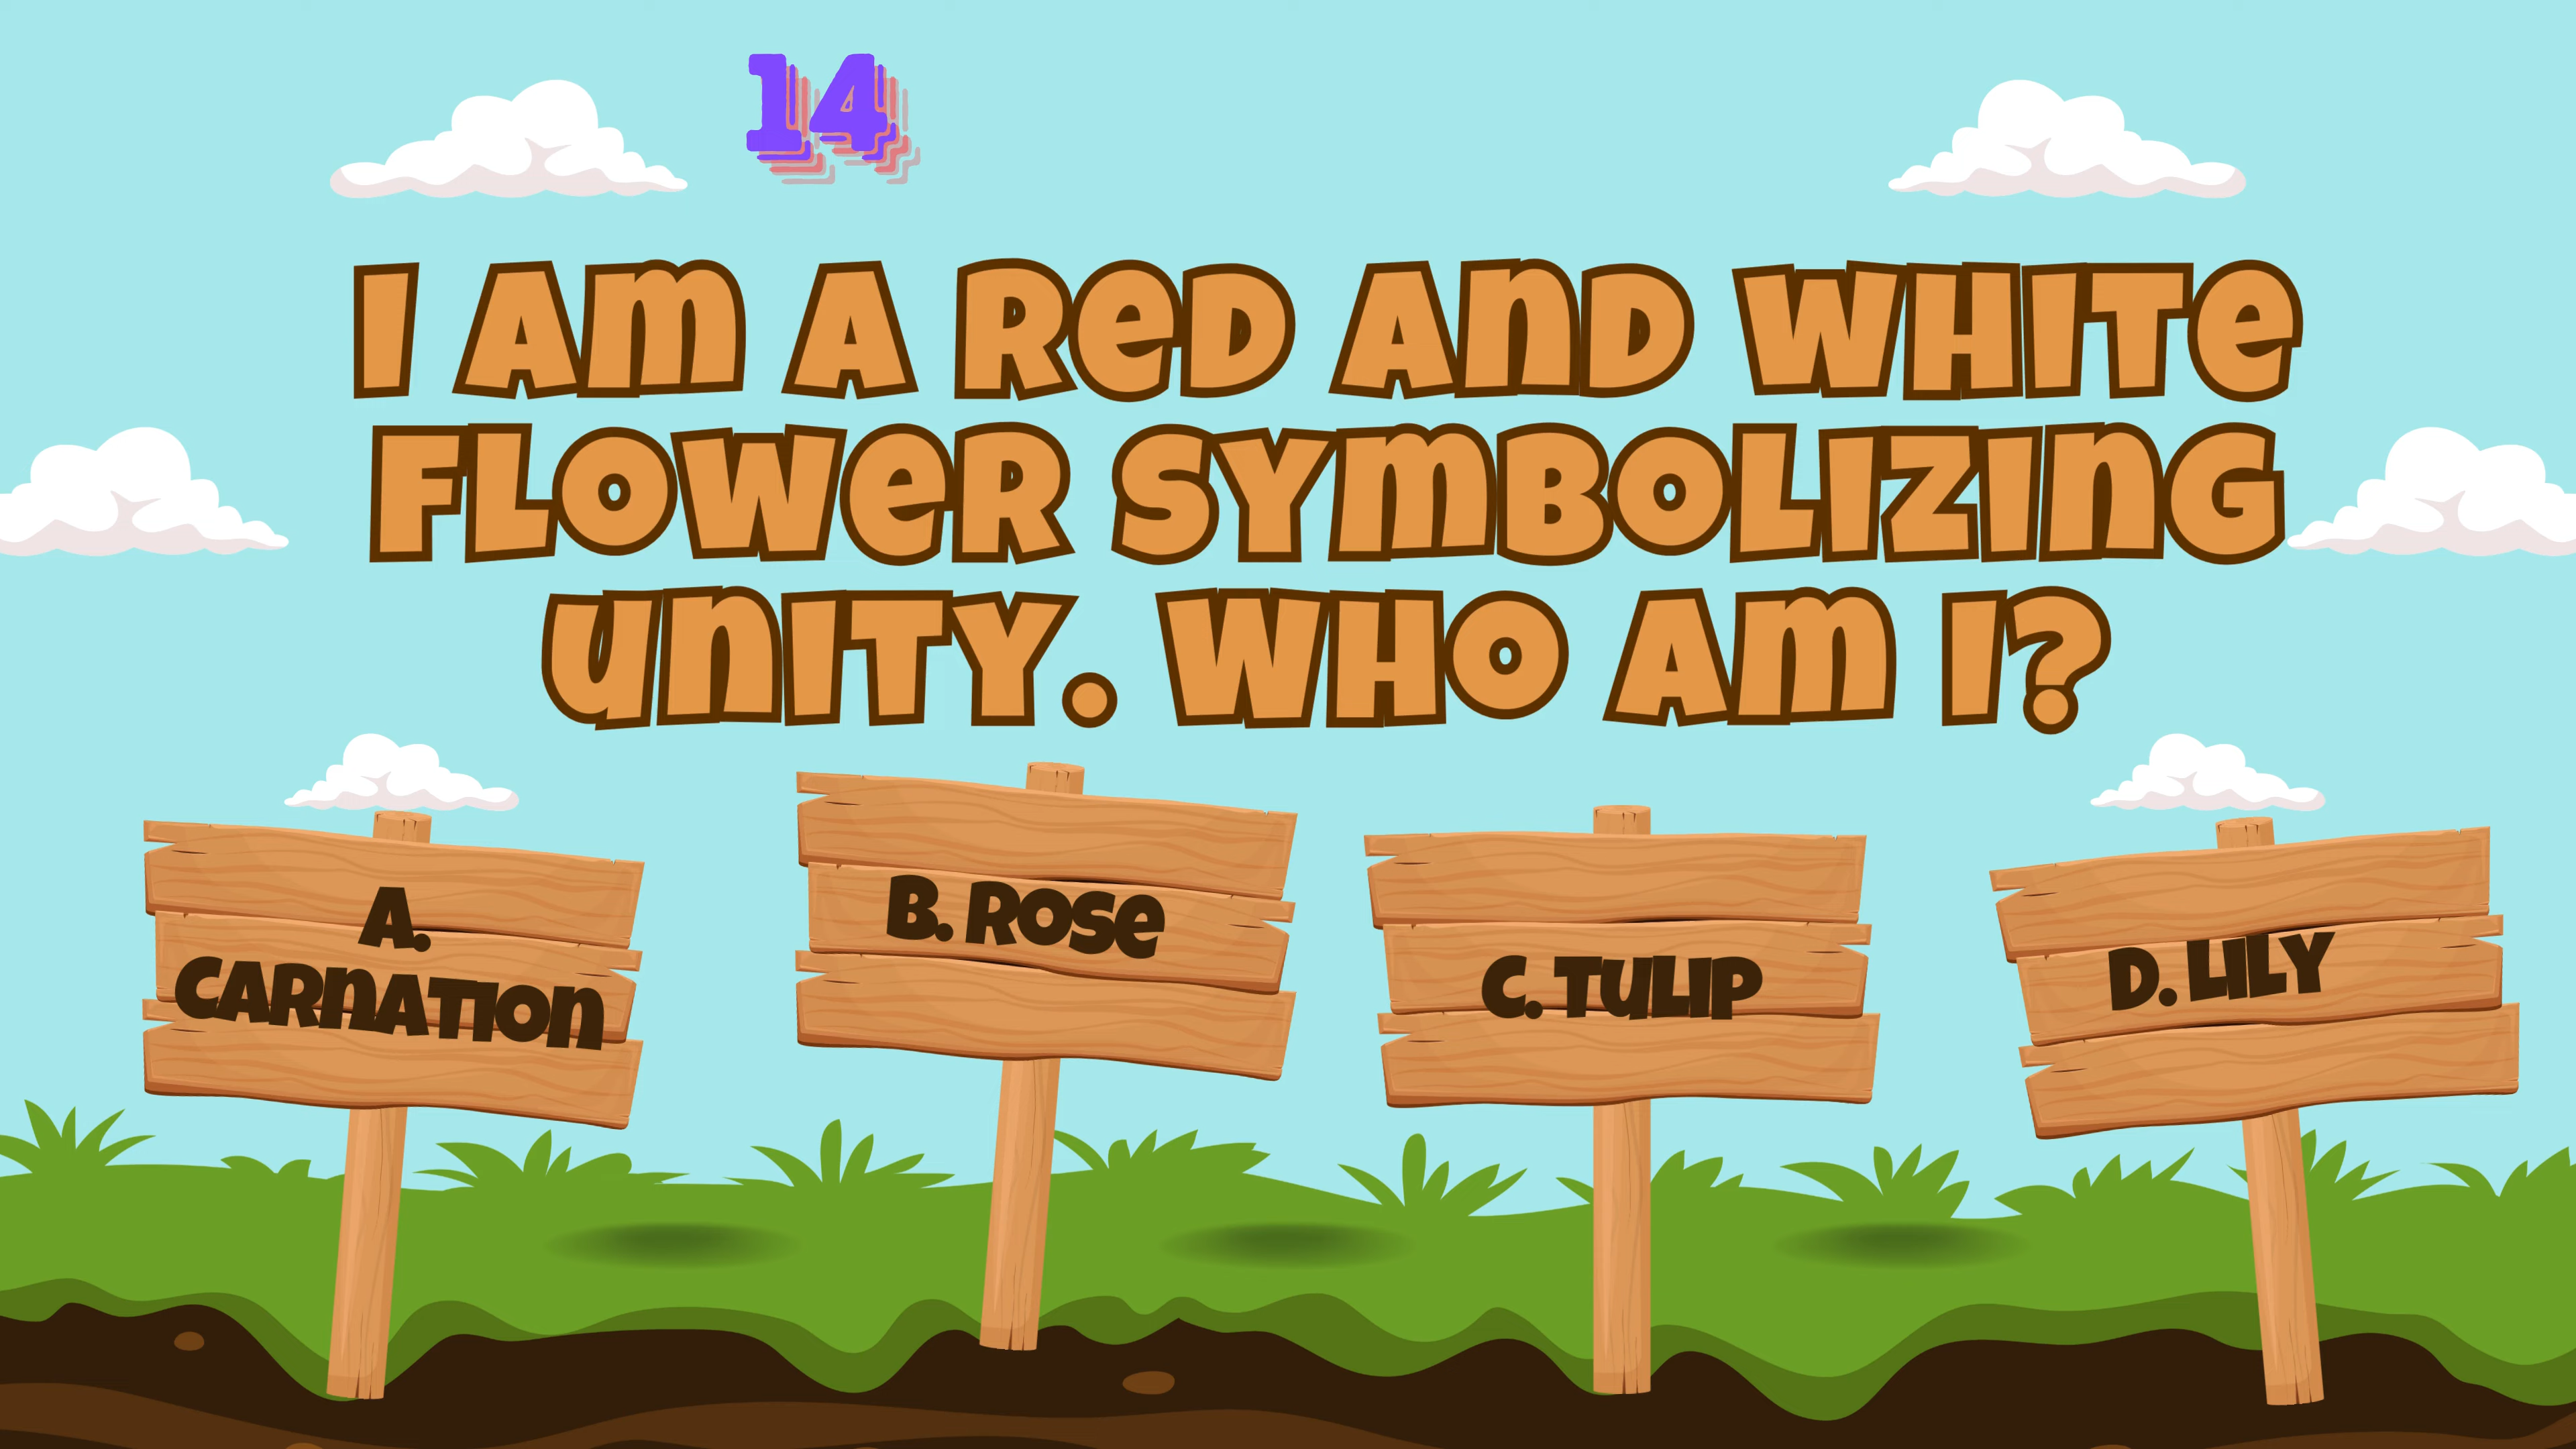 14
I AM A RED AND WHITE
FLOWER SYMBOLIZING
UNITY. WHO AM I?
A.
CARNATION
B. ROSE
C. TULIP
D. LILY